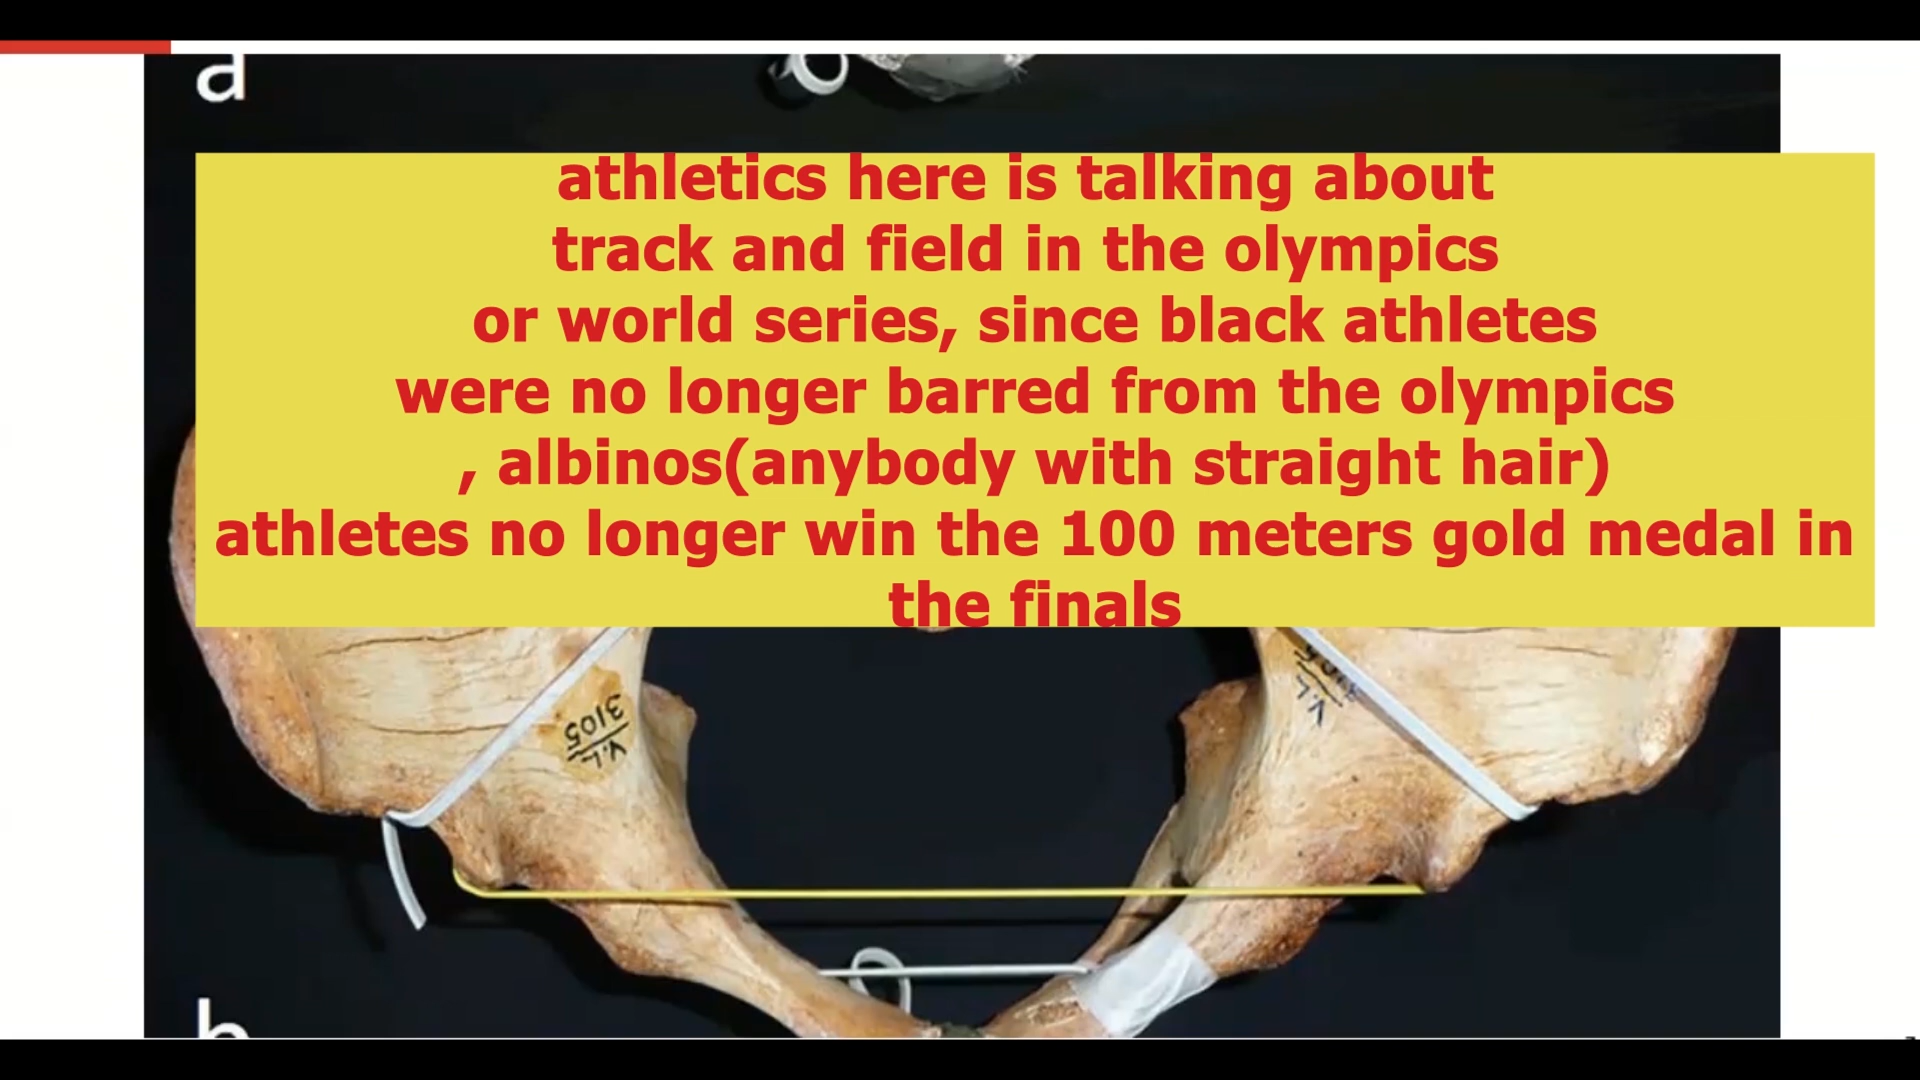 a
athletics here is talking about
track and field in the olympics
or world series, since black athletes
were no longer barred from the olympics
, albinos(anybody with straight hair)
athletes no longer win the 100 meters gold medal in
the finals
V.L
3105
V.L
b